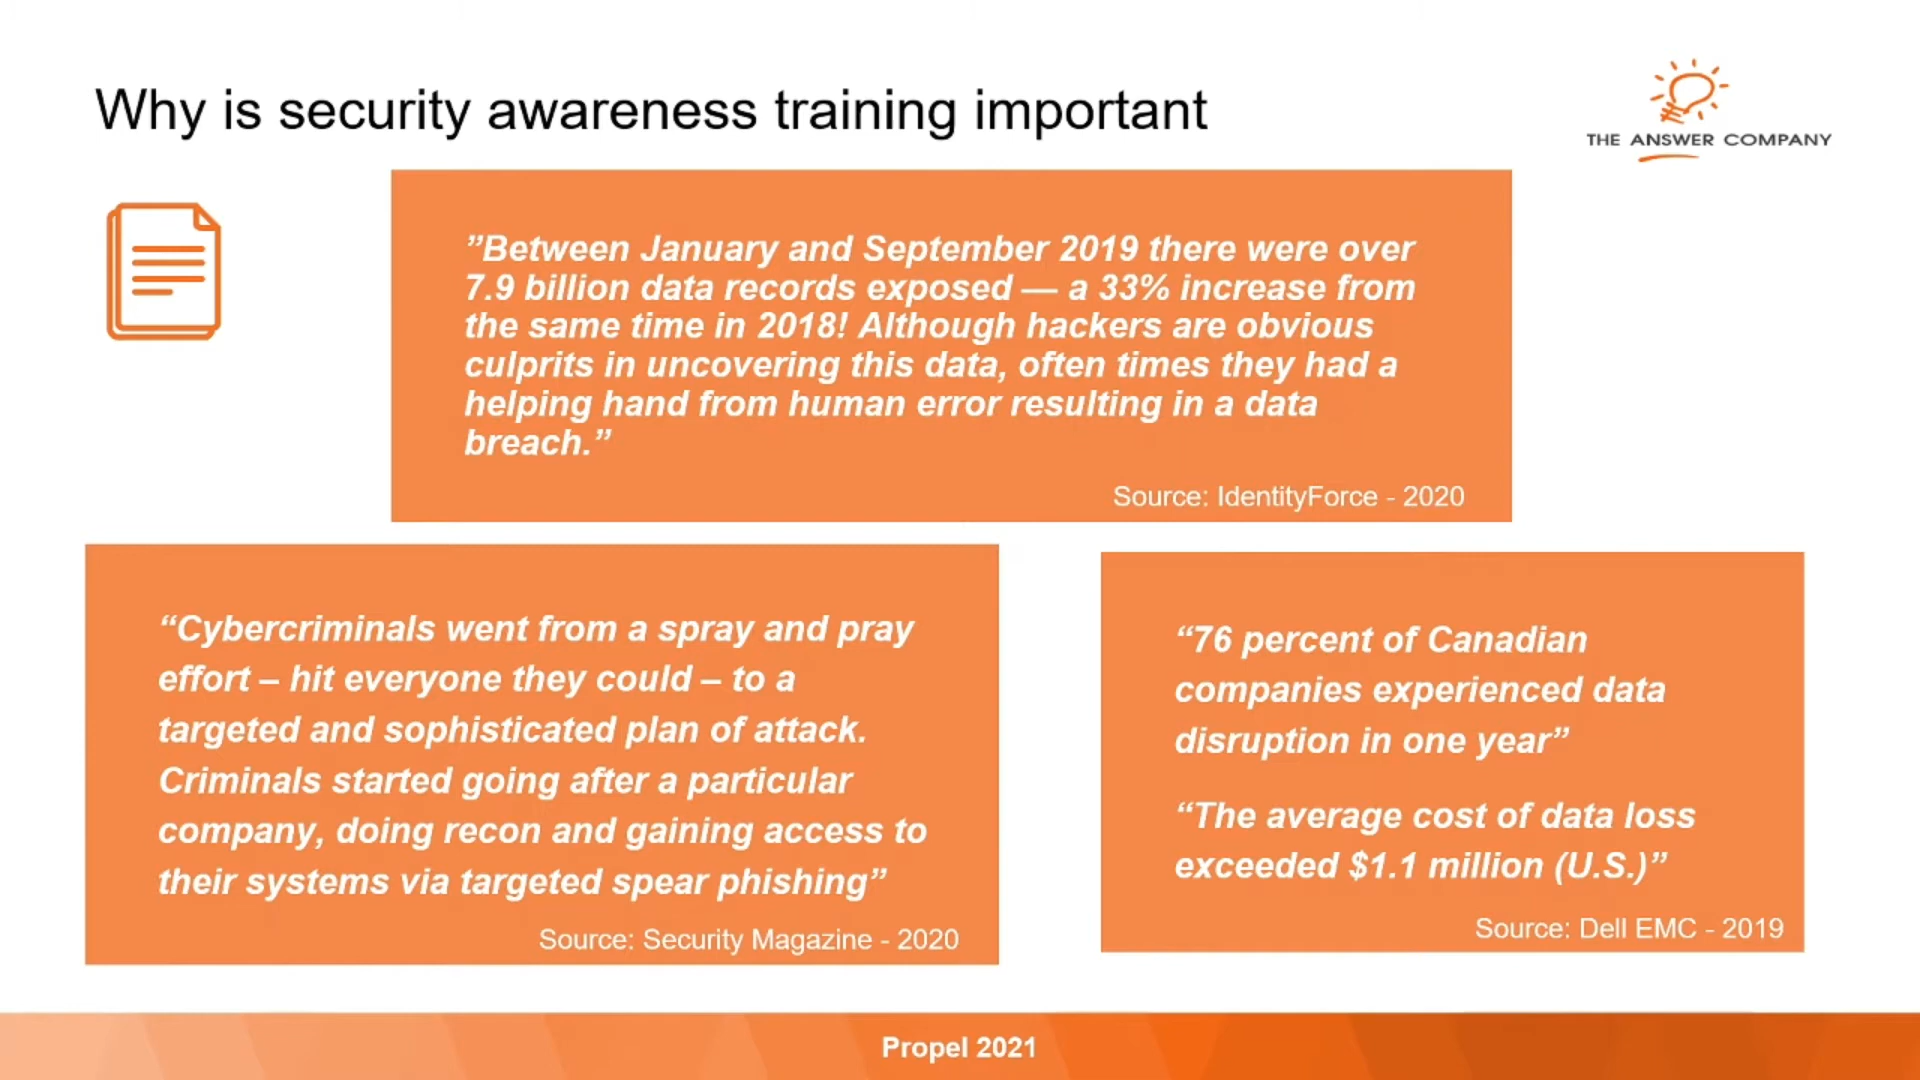 Why is security awareness training important
THE ANSWER COMPANY
”Between January and September 2019 there were over
7.9 billion data records exposed — a 33% increase from
the same time in 2018! Although hackers are obvious
culprits in uncovering this data, often times they had a
helping hand from human error resulting in a data
breach.”
Source: IdentityForce - 2020
“Cybercriminals went from a spray and pray
effort – hit everyone they could – to a
targeted and sophisticated plan of attack.
Criminals started going after a particular
company, doing recon and gaining access to
their systems via targeted spear phishing”
Source: Security Magazine - 2020
“76 percent of Canadian
companies experienced data
disruption in one year”
“The average cost of data loss
exceeded $1.1 million (U.S.)”
Source: Dell EMC - 2019
Propel 2021